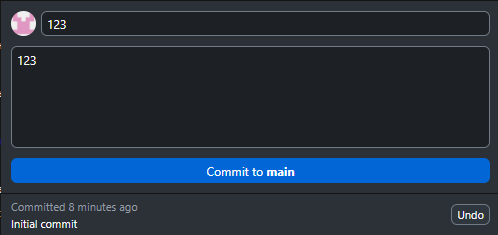 123
123
Commit to main
Committed 8 minutes ago
Undo
Initial commit